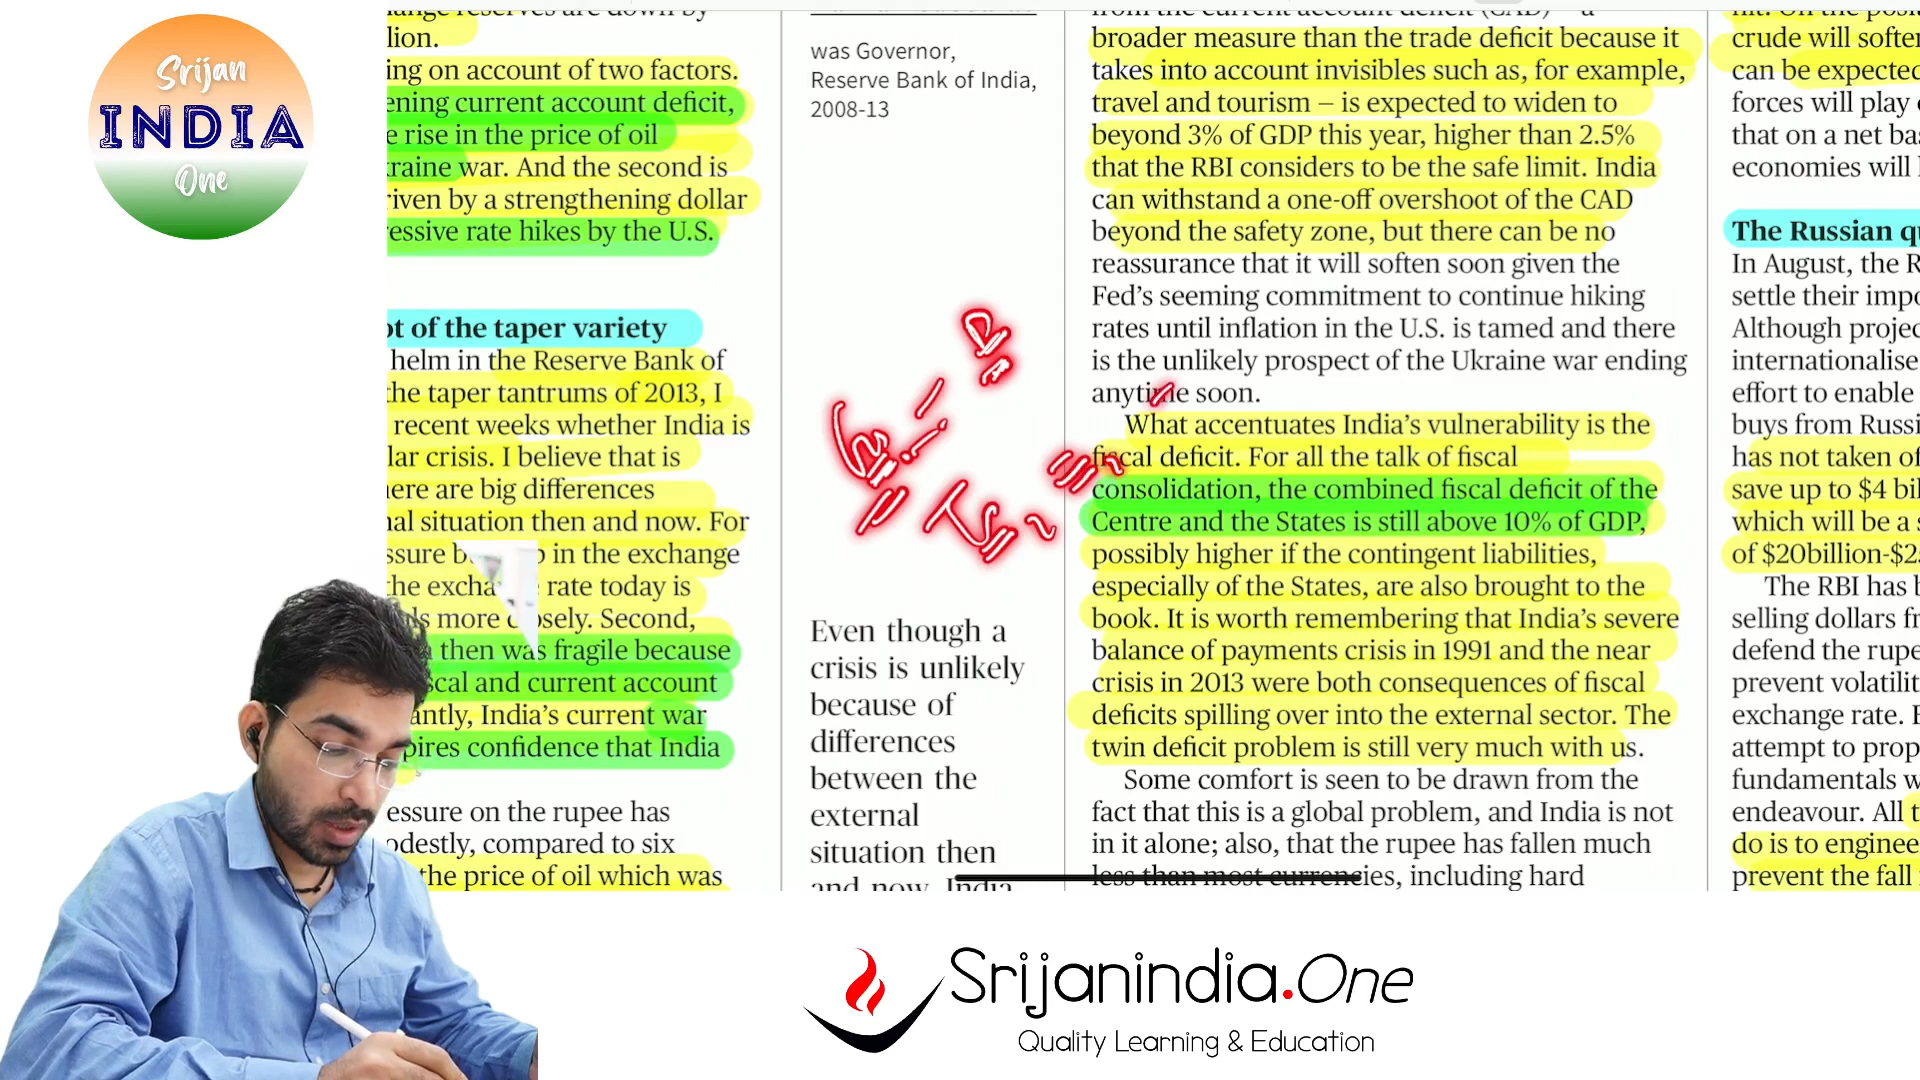 Srijan
INDIA
One
lion.
ing on account of two factors.
ening current account deficit,
e rise in the price of oil
kraine war. And the second is
riven by a strengthening dollar
essive rate hikes by the U.S.
ot of the taper variety
helm in the Reserve Bank of
the taper tantrums of 2013, I
recent weeks whether India is
lar crisis. I believe that is
ere are big differences
nal situation then and now. For
in the exchange
the rate today is
more closely. Second,
then was fragile because
scal and current account
antly, India's current war
pires confidence that India
essure on the rupee has
odestly, compared to six
the price of oil which was
was Governor,
Reserve Bank of India,
2008-13
Even though a
crisis is unlikely
because of
differences
between the
external
situation then
and now, India
from the current account deficit (CAD) – a
broader measure than the trade deficit because it
takes into account invisibles such as, for example,
travel and tourism – is expected to widen to
beyond 3% of GDP this year, higher than 2.5%
that the RBI considers to be the safe limit. India
can withstand a one-off overshoot of the CAD
beyond the safety zone, but there can be no
reassurance that it will soften soon given the
Fed's seeming commitment to continue hiking
rates until inflation in the U.S. is tamed and there
is the unlikely prospect of the Ukraine war ending
anytime soon.
What accentuates India's vulnerability is the
fiscal deficit. For all the talk of fiscal
consolidation, the combined fiscal deficit of the
Centre and the States is still above 10% of GDP,
possibly higher if the contingent liabilities,
especially of the States, are also brought to the
book. It is worth remembering that India's severe
balance of payments crisis in 1991 and the near
crisis in 2013 were both consequences of fiscal
deficits spilling over into the external sector. The
twin deficit problem is still very much with us.
Some comfort is seen to be drawn from the
fact that this is a global problem, and India is not
in it alone; also, that the rupee has fallen much
less than most currencies, including hard
crude will soften
can be expected
forces will play
that on a net bas
economies will
The Russian qu
In August, the R
settle their impo
Although projec
internationalise
effort to enable
buys from Russi
has not taken of
save up to $4 bil
which will be a s
of $20billion-$2
The RBI has b
selling dollars fr
defend the rupe
prevent volatilit
exchange rate. E
attempt to prop
fundamentals w
endeavour. All t
do is to enginee
prevent the fall
Srijanindia.One
Quality Learning & Education